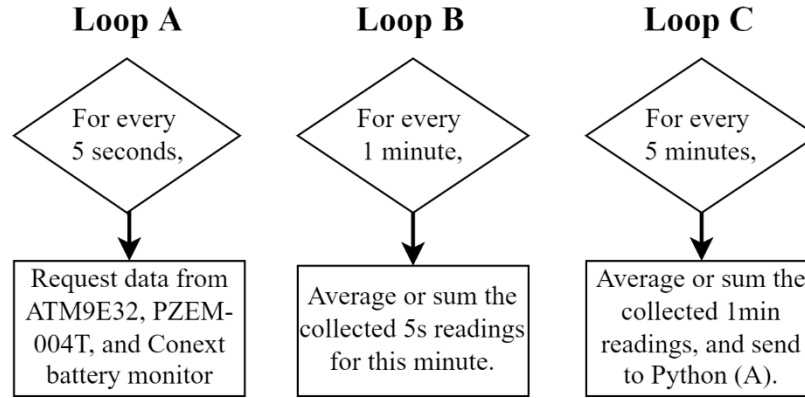 Loop A
For every
5 seconds,
Request data from
ATM9E32, PZEM-
004T, and Conext
battery monitor
Loop B
For every
1 minute,
Average or sum the
collected 5s readings
for this minute.
Loop C
For every
5 minutes,
Average or sum the
collected 1min
readings, and send
to Python (A).